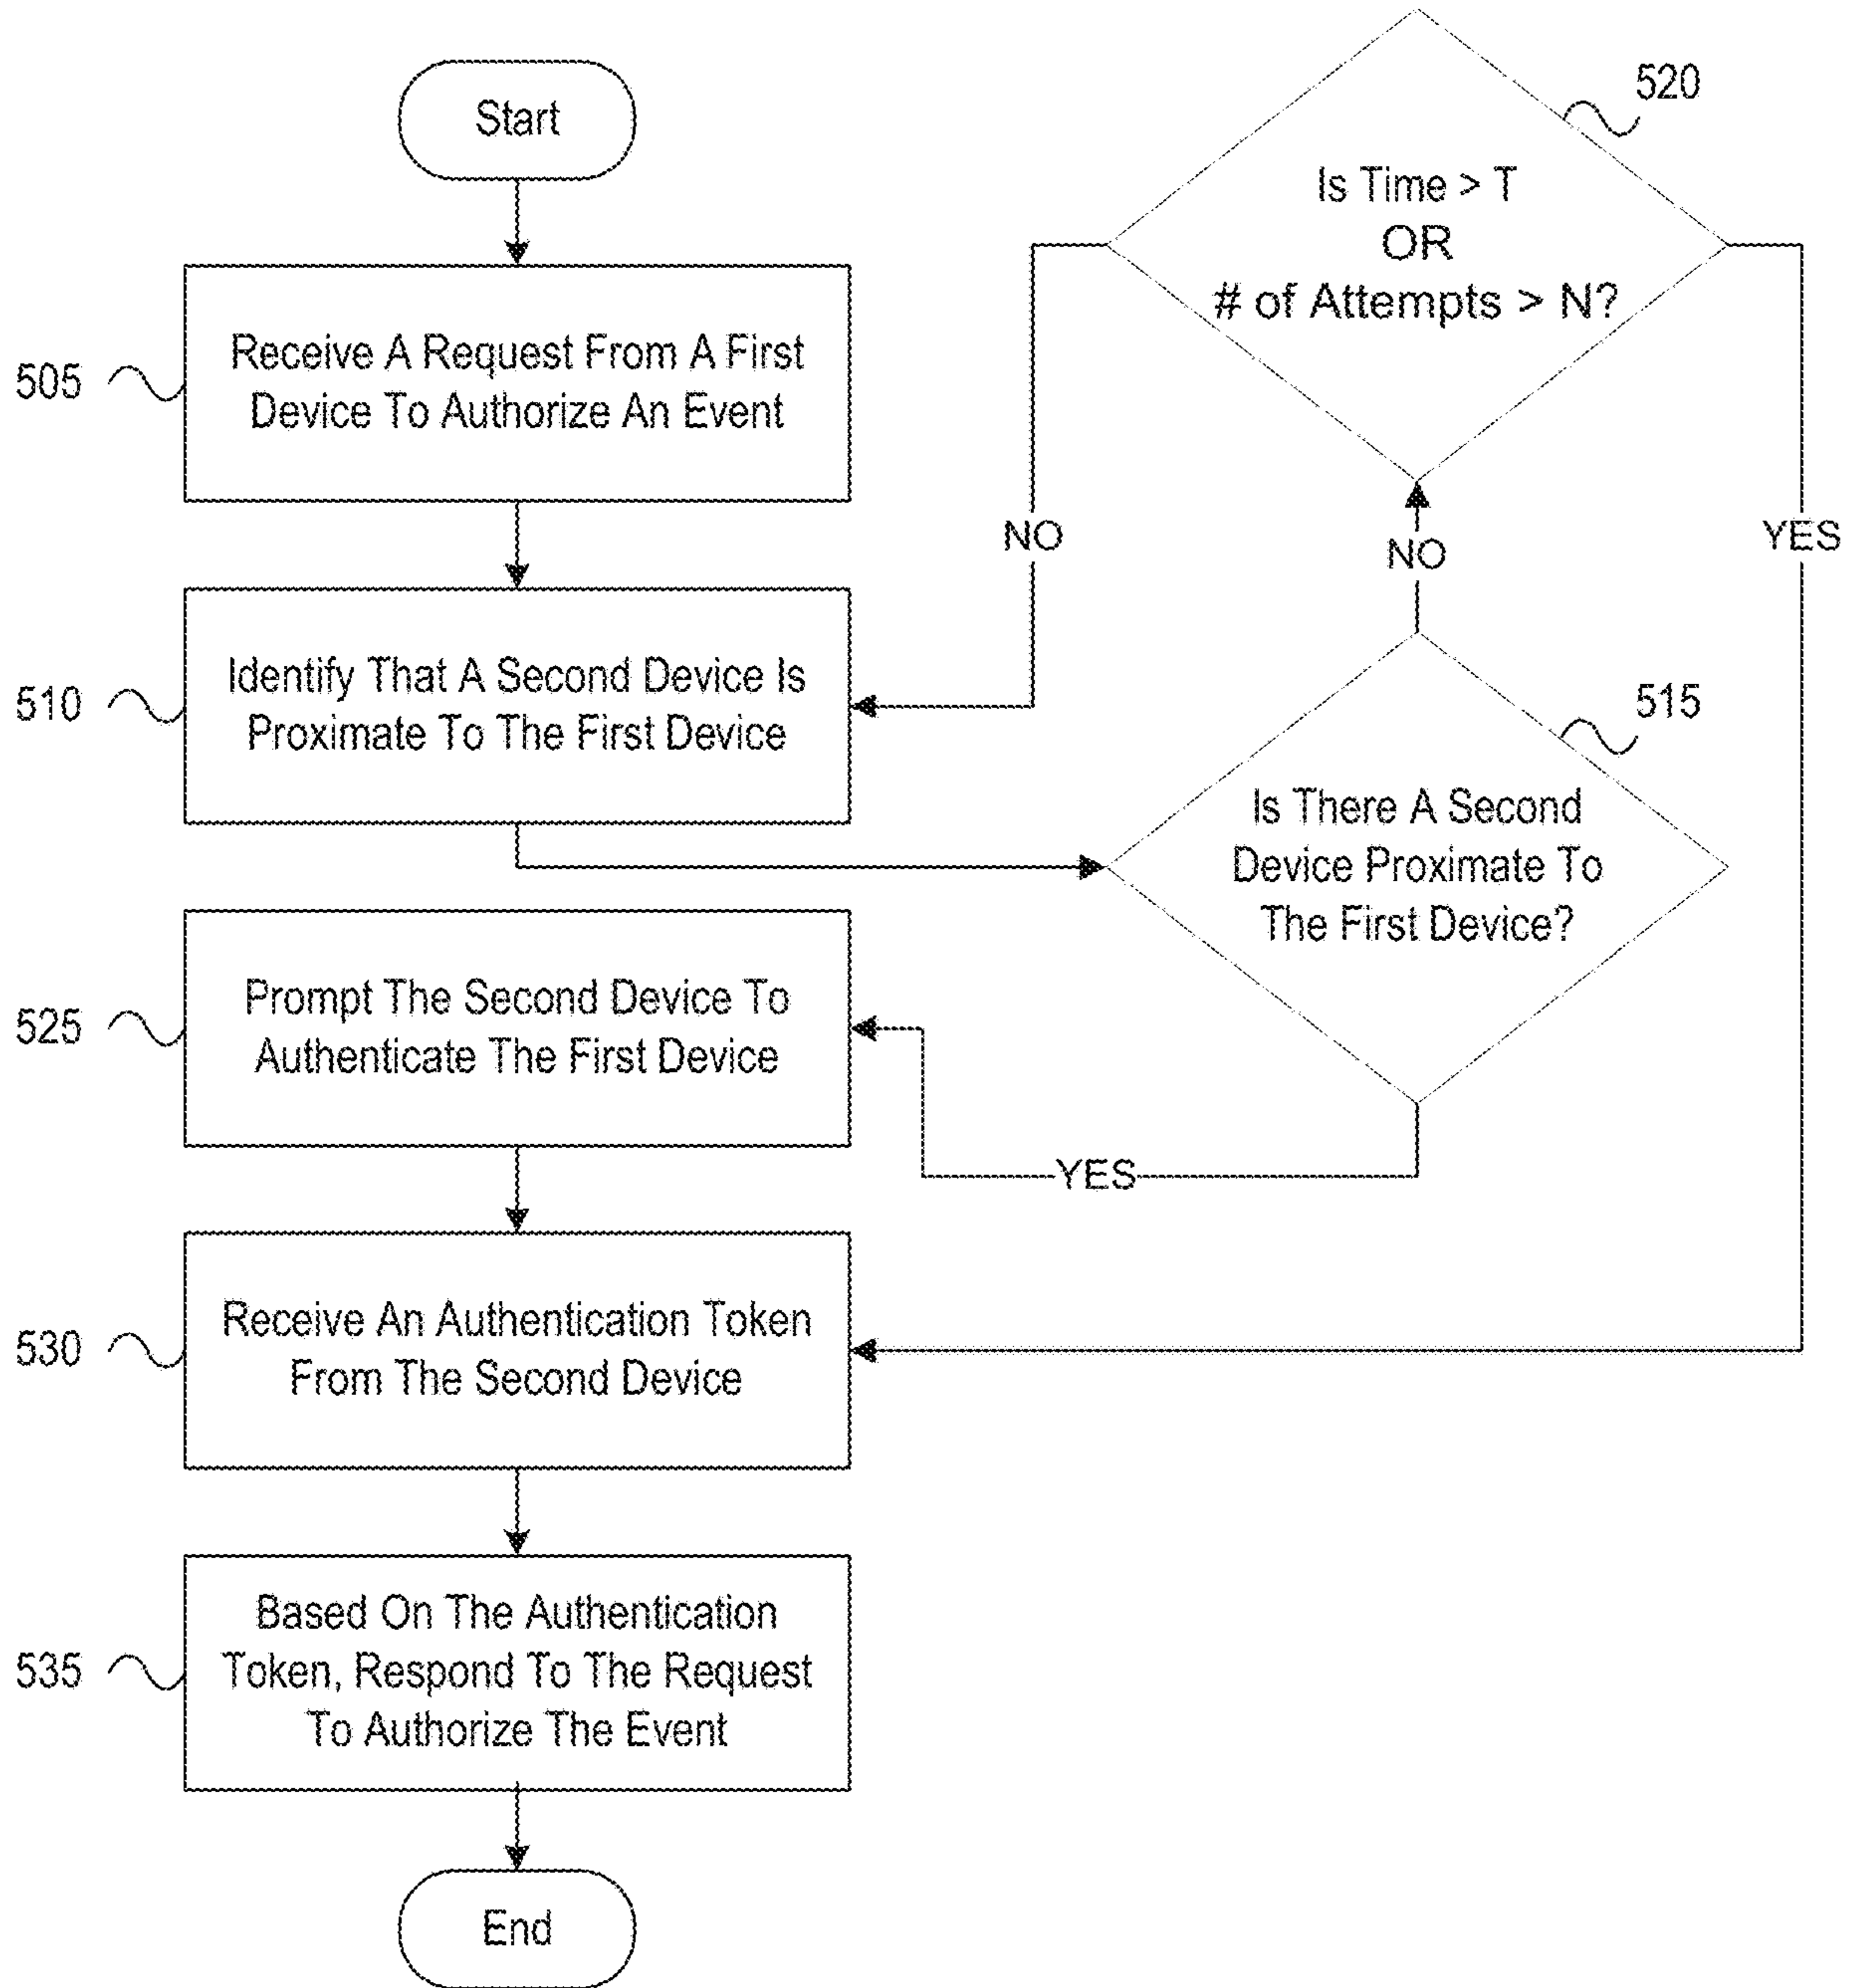 Start
505
Receive A Request From A First
Device To Authorize An Event
510
Identify That A Second Device Is
Proximate To The First Device
520
Is Time > T
OR
# of Attempts > N?
NO
NO
YES
515
Is There A Second
Device Proximate To
The First Device?
YES
525
Prompt The Second Device To
Authenticate The First Device
530
Receive An Authentication Token
From The Second Device
535
Based On The Authentication
Token, Respond To The Request
To Authorize The Event
End